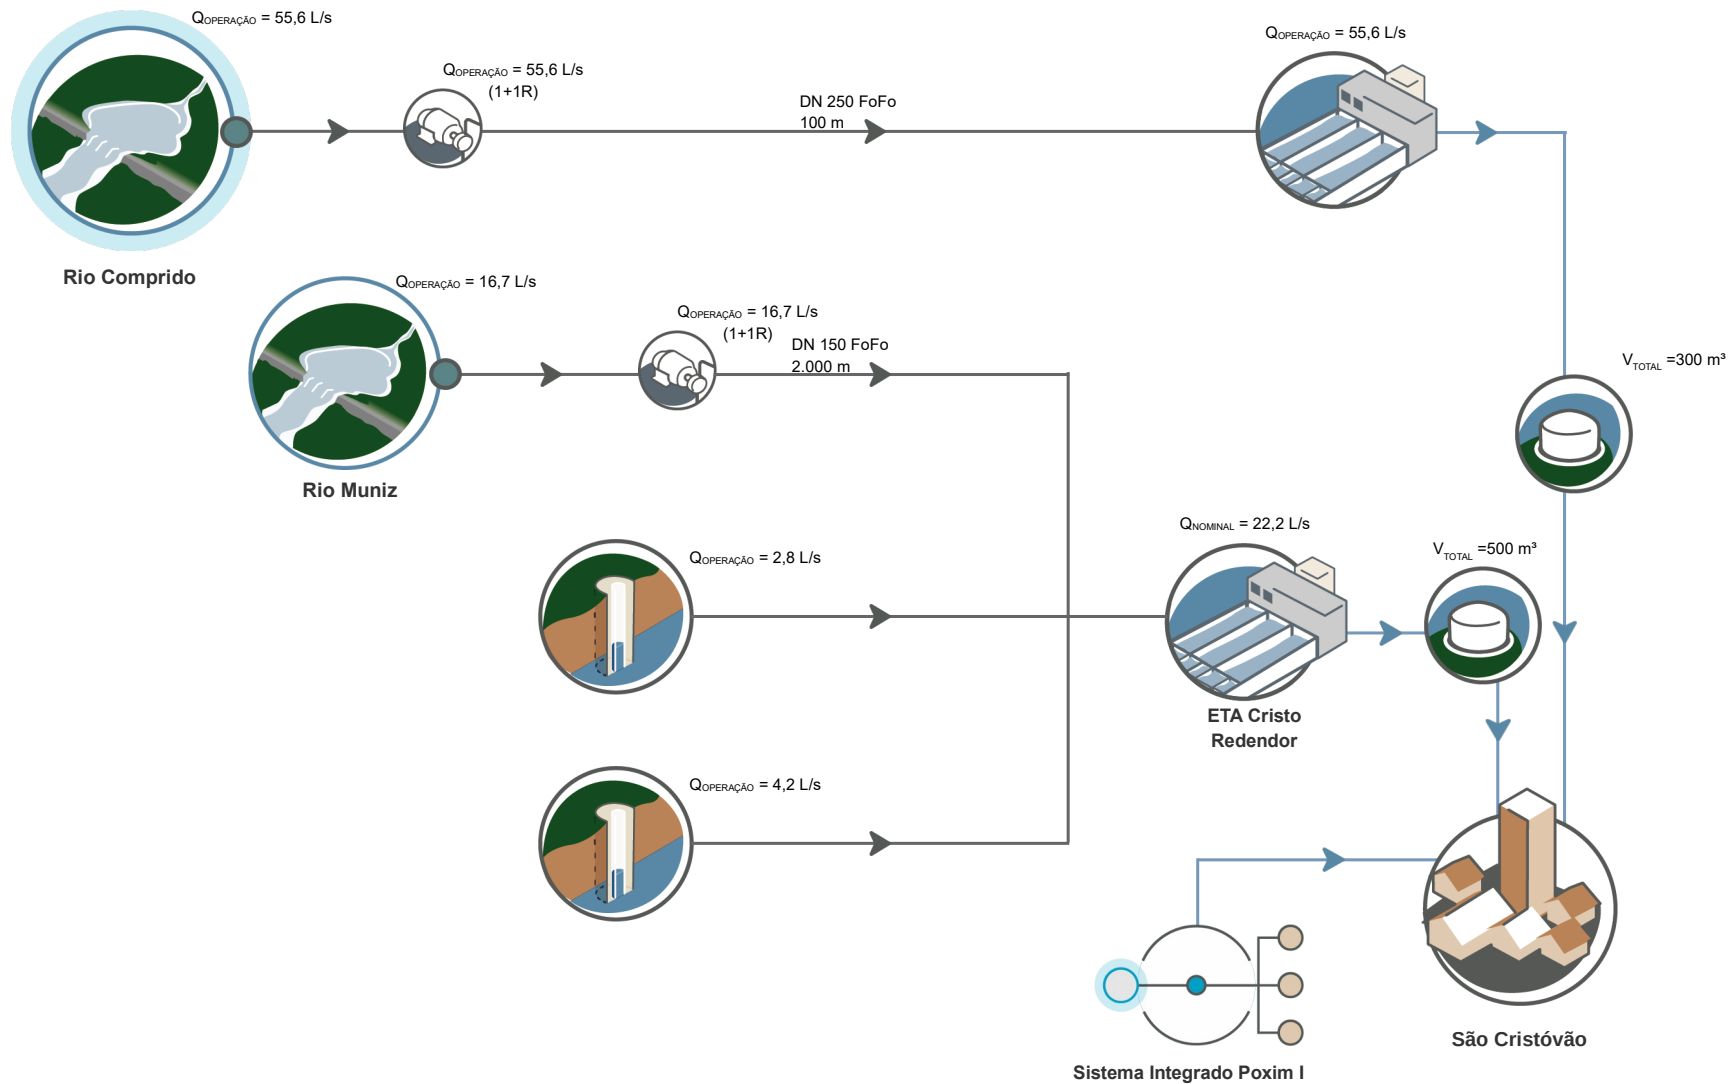 QOPERAÇÃO = 55,6 L/s
QOPERAÇÃO = 55,6 L/s
(1+1R)
DN 250 FoFo
100 m
QOPERAÇÃO = 55,6 L/s
Rio Comprido
QOPERAÇÃO = 16,7 L/s
QOPERAÇÃO = 16,7 L/s
(1+1R)
DN 150 FoFo
2.000 m
VTOTAL =300 m³
Rio Muniz
QOPERAÇÃO = 2,8 L/s
QNOMINAL = 22,2 L/s
VTOTAL =500 m³
ETA Cristo
Redendor
QOPERAÇÃO = 4,2 L/s
São Cristóvão
Sistema Integrado Poxim I